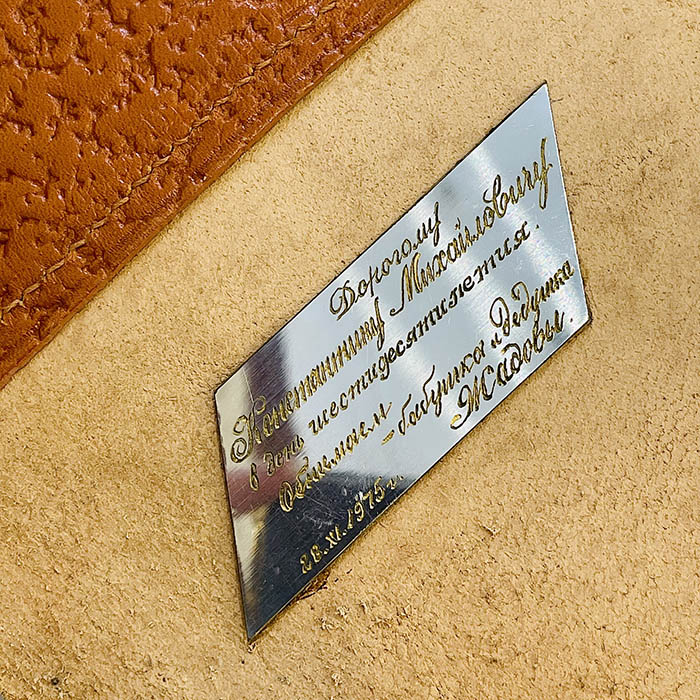 Дорогому
Константину Михайловичу
в день шестидесятилетия.
Обнимаем
- бабушка и дедушка
Жадовы.
28.XI.1975 г.